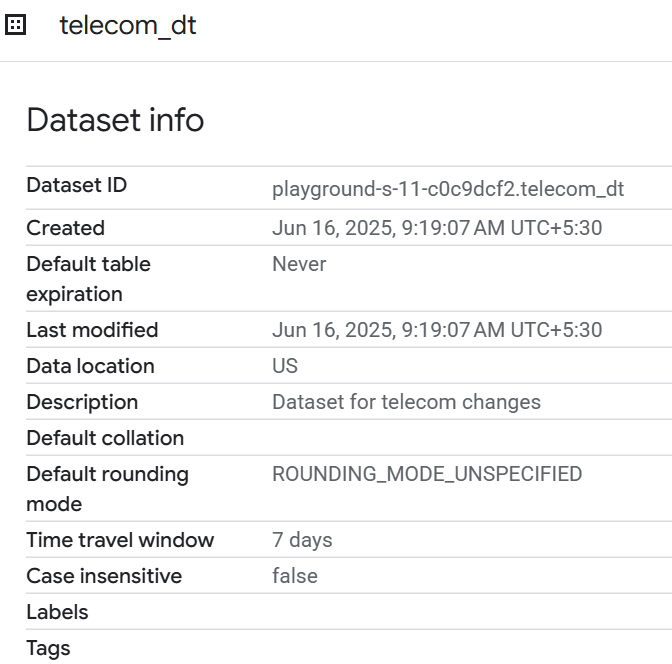 telecom_dt
Dataset info
Dataset ID playground-s-11-c0c9dcf2.telecom_dt
Created Jun 16, 2025, 9:19:07 AM UTC+5:30
Default table expiration Never
Last modified Jun 16, 2025, 9:19:07 AM UTC+5:30
Data location US
Description Dataset for telecom changes
Default collation
Default rounding mode ROUNDING_MODE_UNSPECIFIED
Time travel window 7 days
Case insensitive false
Labels
Tags